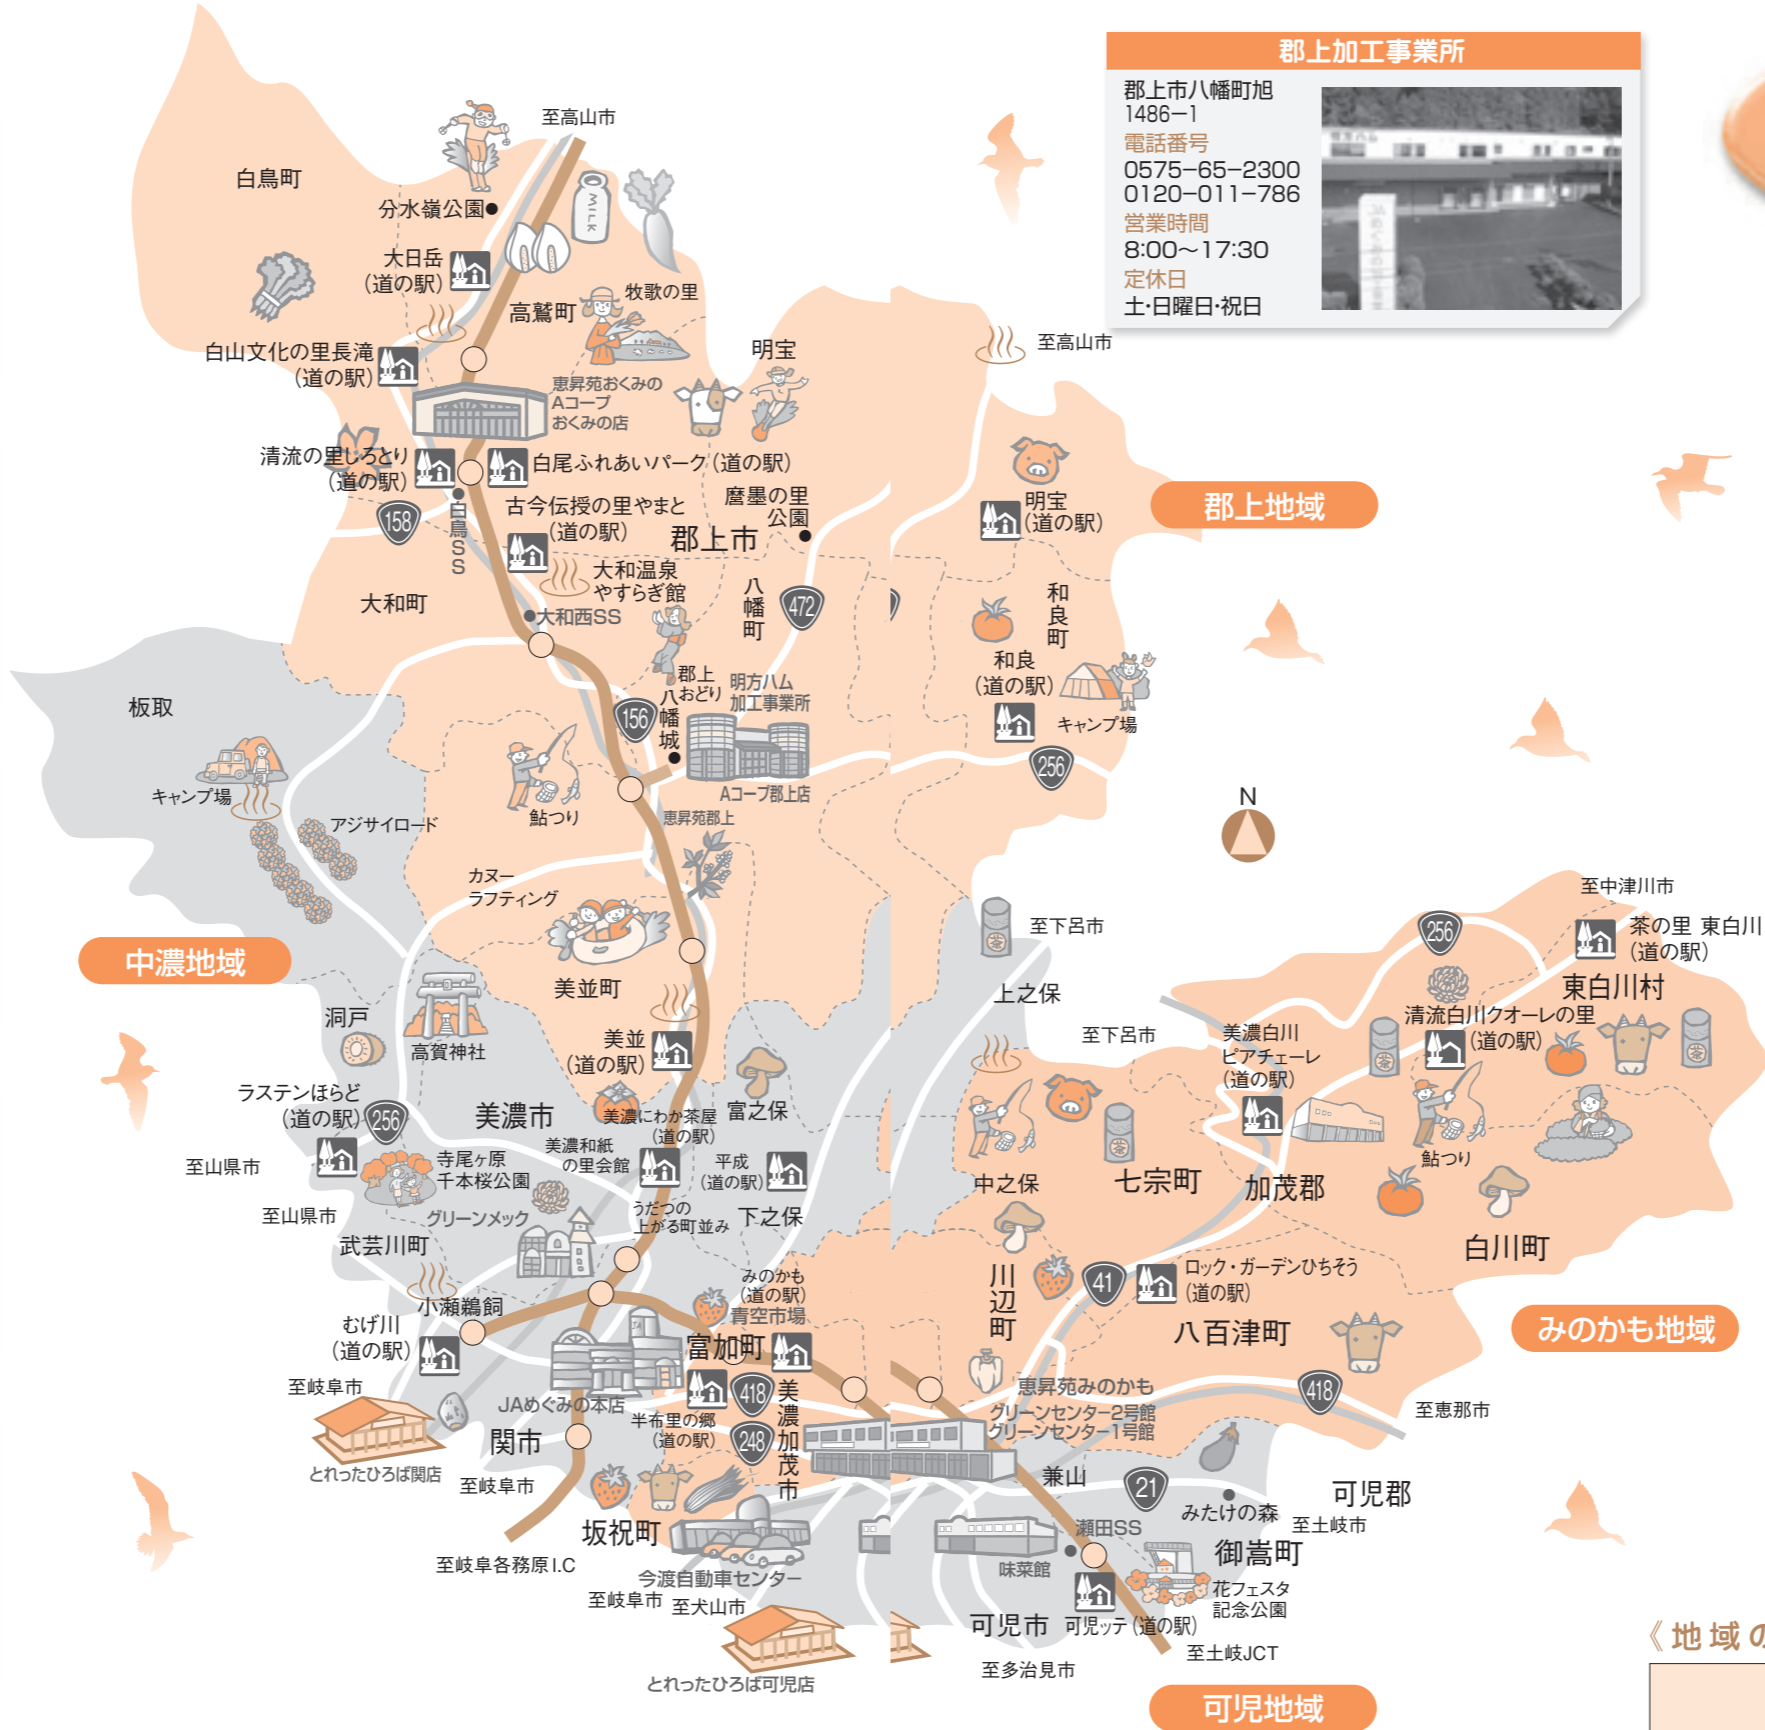 郡上加工事業所
郡上市八幡町旭
1486−1
電話番号
0575−65−2300
0120−011−786
営業時間
8:00〜17:30
定休日
土・日曜日・祝日
至高山市
白鳥町
分水嶺公園
MILK
大日岳
(道の駅)
高鷲町
牧歌の里
白山文化の里長滝
(道の駅)
明宝
恵昇苑おくみの
Aコープ
おくみの店
至高山市
清流の里しろとり
(道の駅)
白尾ふれあいパーク(道の駅)
158
白鳥SS
古今伝授の里やまと
(道の駅)
麿墨の里
公園
郡上市
明宝
(道の駅)
郡上地域
大和温泉
やすらぎ館
大和町
大和西SS
八幡町
472
和良町
和良
(道の駅)
キャンプ場
256
板取
郡上
おどり
明方ハム
加工事業所
156
八幡城
Aコープ郡上店
キャンプ場
アジサイロード
鮎つり
恵昇苑郡上
N
カヌー
ラフティング
中濃地域
美並町
洞戸
高賀神社
美並
(道の駅)
茶
至下呂市
上之保
至下呂市
至中津川市
256
茶の里 東白川
(道の駅)
東白川村
清流白川クオーレの里
(道の駅)
茶
茶
美濃白川
ピアチェーレ
(道の駅)
ラステンほらど
(道の駅)
256
美濃市
美濃にわか茶屋
(道の駅)
富之保
至山県市
寺尾ヶ原
千本桜公園
美濃和紙
の里会館
平成
(道の駅)
茶
中之保
七宗町
加茂郡
鮎つり
白川町
至山県市
グリーンメック
うだつの
上がる町並み
下之保
武芸川町
小瀬鵜飼
みのかも
(道の駅)
青空市場
川辺町
41
ロック・ガーデンひちそう
(道の駅)
八百津町
みのかも地域
むげ川
(道の駅)
富加町
至岐阜市
JAめぐみの本店
418
半布里の郷
(道の駅)
248
美濃加茂市
恵昇苑みのかも
グリーンセンター2号館
グリーンセンター1号館
418
至恵那市
関市
とれったひろば関店
至岐阜市
兼山
21
みたけの森
可児郡
至土岐市
坂祝町
至岐阜各務原I.C
今渡自動車センター
至岐阜市
至犬山市
瀬田SS
味菜館
御嵩町
花フェスタ
記念公園
可児市
可児ッテ(道の駅)
至土岐JCT
至多治見市
とれったひろば可児店
可児地域
《地域の